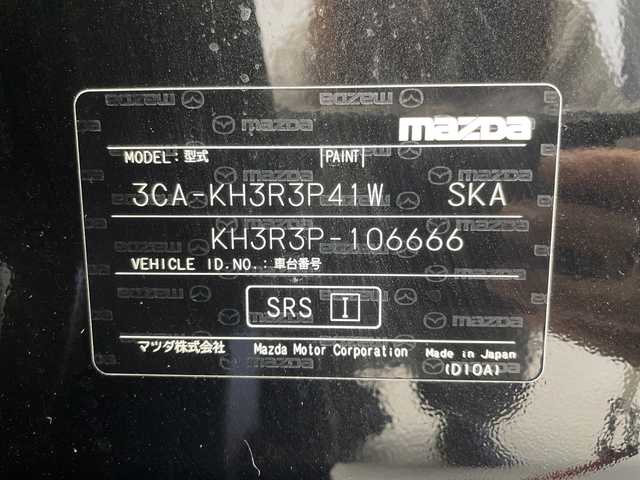 mazda
MODEL:型式 PAINT
3CA-KH3R3P41W SKA
KH3R3P-106666
VEHICLE ID.NO.:車台番号
SRS I
マツダ株式会社 Mazda Motor Corporation Made in Japan
(D10A)